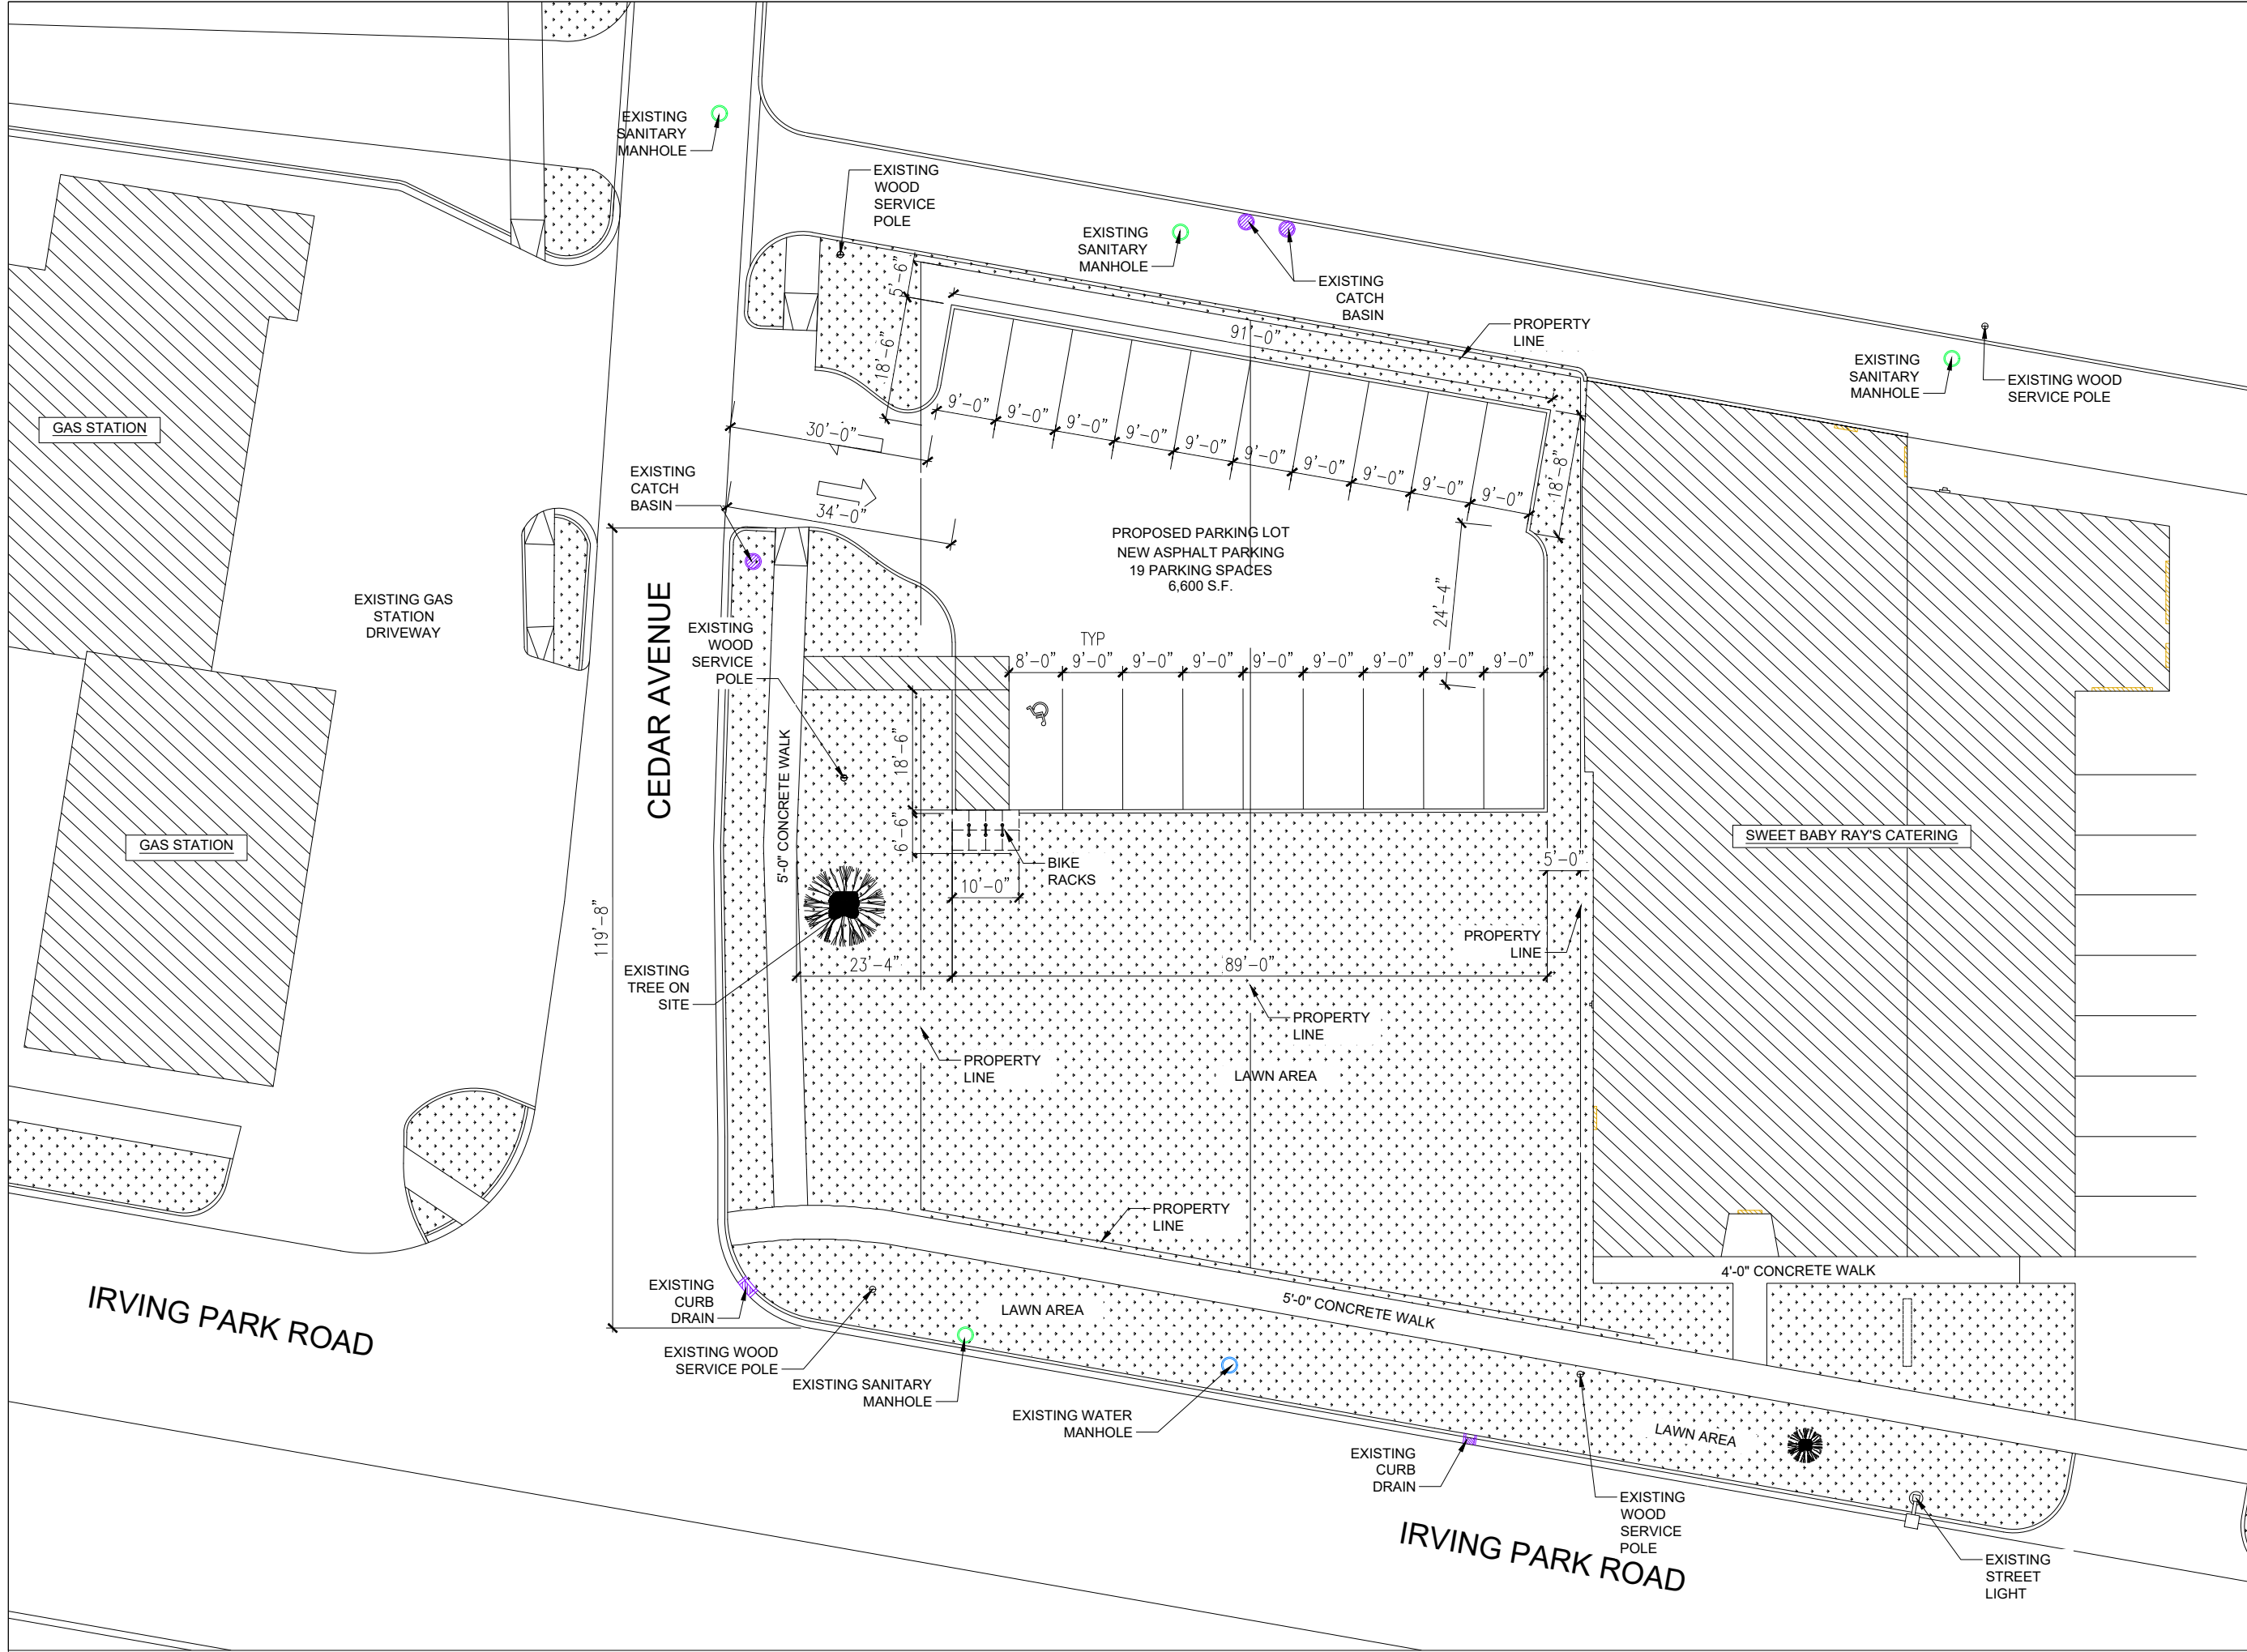 EXISTING
SANITARY
MANHOLE
EXISTING
WOOD
SERVICE
POLE
EXISTING
SANITARY
MANHOLE
EXISTING
CATCH
BASIN
PROPERTY
LINE
EXISTING
SANITARY
MANHOLE
EXISTING WOOD
SERVICE POLE
5'-6"
18'-6"
91'-0"
9'-0"
9'-0"
9'-0"
9'-0"
9'-0"
9'-0"
9'-0"
9'-0"
9'-0"
9'-0"
18'-8"
30'-0"
34'-0"
GAS STATION
EXISTING
CATCH
BASIN
PROPOSED PARKING LOT
NEW ASPHALT PARKING
19 PARKING SPACES
6,600 S.F.
24'-4"
EXISTING GAS
STATION
DRIVEWAY
CEDAR AVENUE
EXISTING
WOOD
SERVICE
POLE
TYP
8'-0"
9'-0"
9'-0"
9'-0"
9'-0"
9'-0"
9'-0"
9'-0"
9'-0"
5'-0" CONCRETE WALK
18'-6"
6'-6"
BIKE
RACKS
10'-0"
5'-0"
GAS STATION
SWEET BABY RAY'S CATERING
119'-8"
EXISTING
TREE ON
SITE
23'-4"
89'-0"
PROPERTY
LINE
PROPERTY
LINE
PROPERTY
LINE
LAWN AREA
PROPERTY
LINE
4'-0" CONCRETE WALK
IRVING PARK ROAD
EXISTING
CURB
DRAIN
LAWN AREA
5'-0" CONCRETE WALK
EXISTING WOOD
SERVICE POLE
EXISTING SANITARY
MANHOLE
EXISTING WATER
MANHOLE
EXISTING
CURB
DRAIN
LAWN AREA
EXISTING
WOOD
SERVICE
POLE
IRVING PARK ROAD
EXISTING
STREET
LIGHT